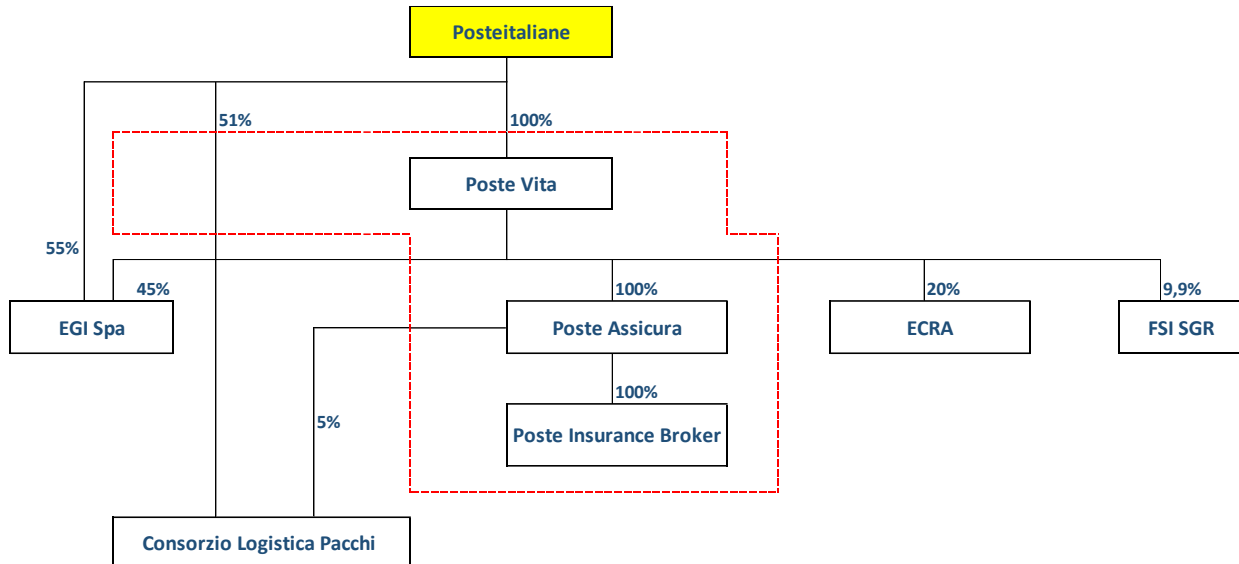 Posteitaliane
51%
100%
Poste Vita
55%
45%
100%
20%
9,9%
EGI Spa
Poste Assicura
ECRA
FSI SGR
100%
5%
Poste Insurance Broker
Consorzio Logistica Pacchi